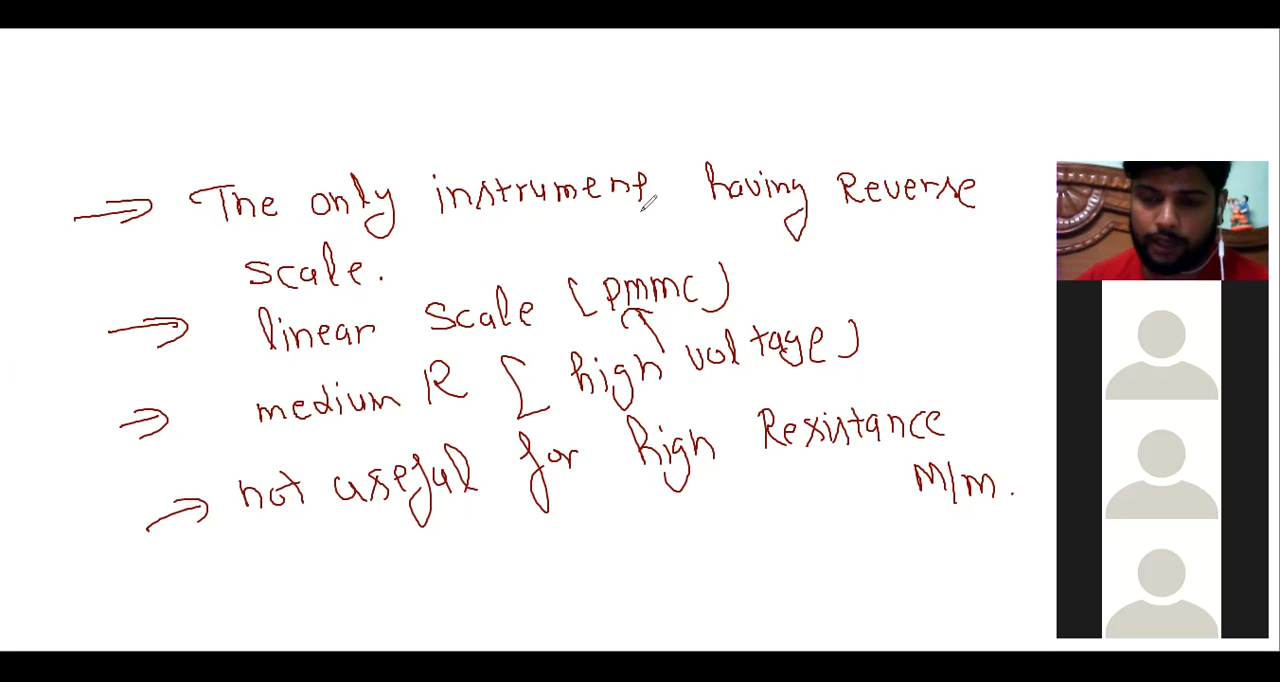 → The only instrument having Reverse
scale.
→ linear scale (PMMC)
→ medium R [ high voltage)
→ not useful for high Resistance
M/m.